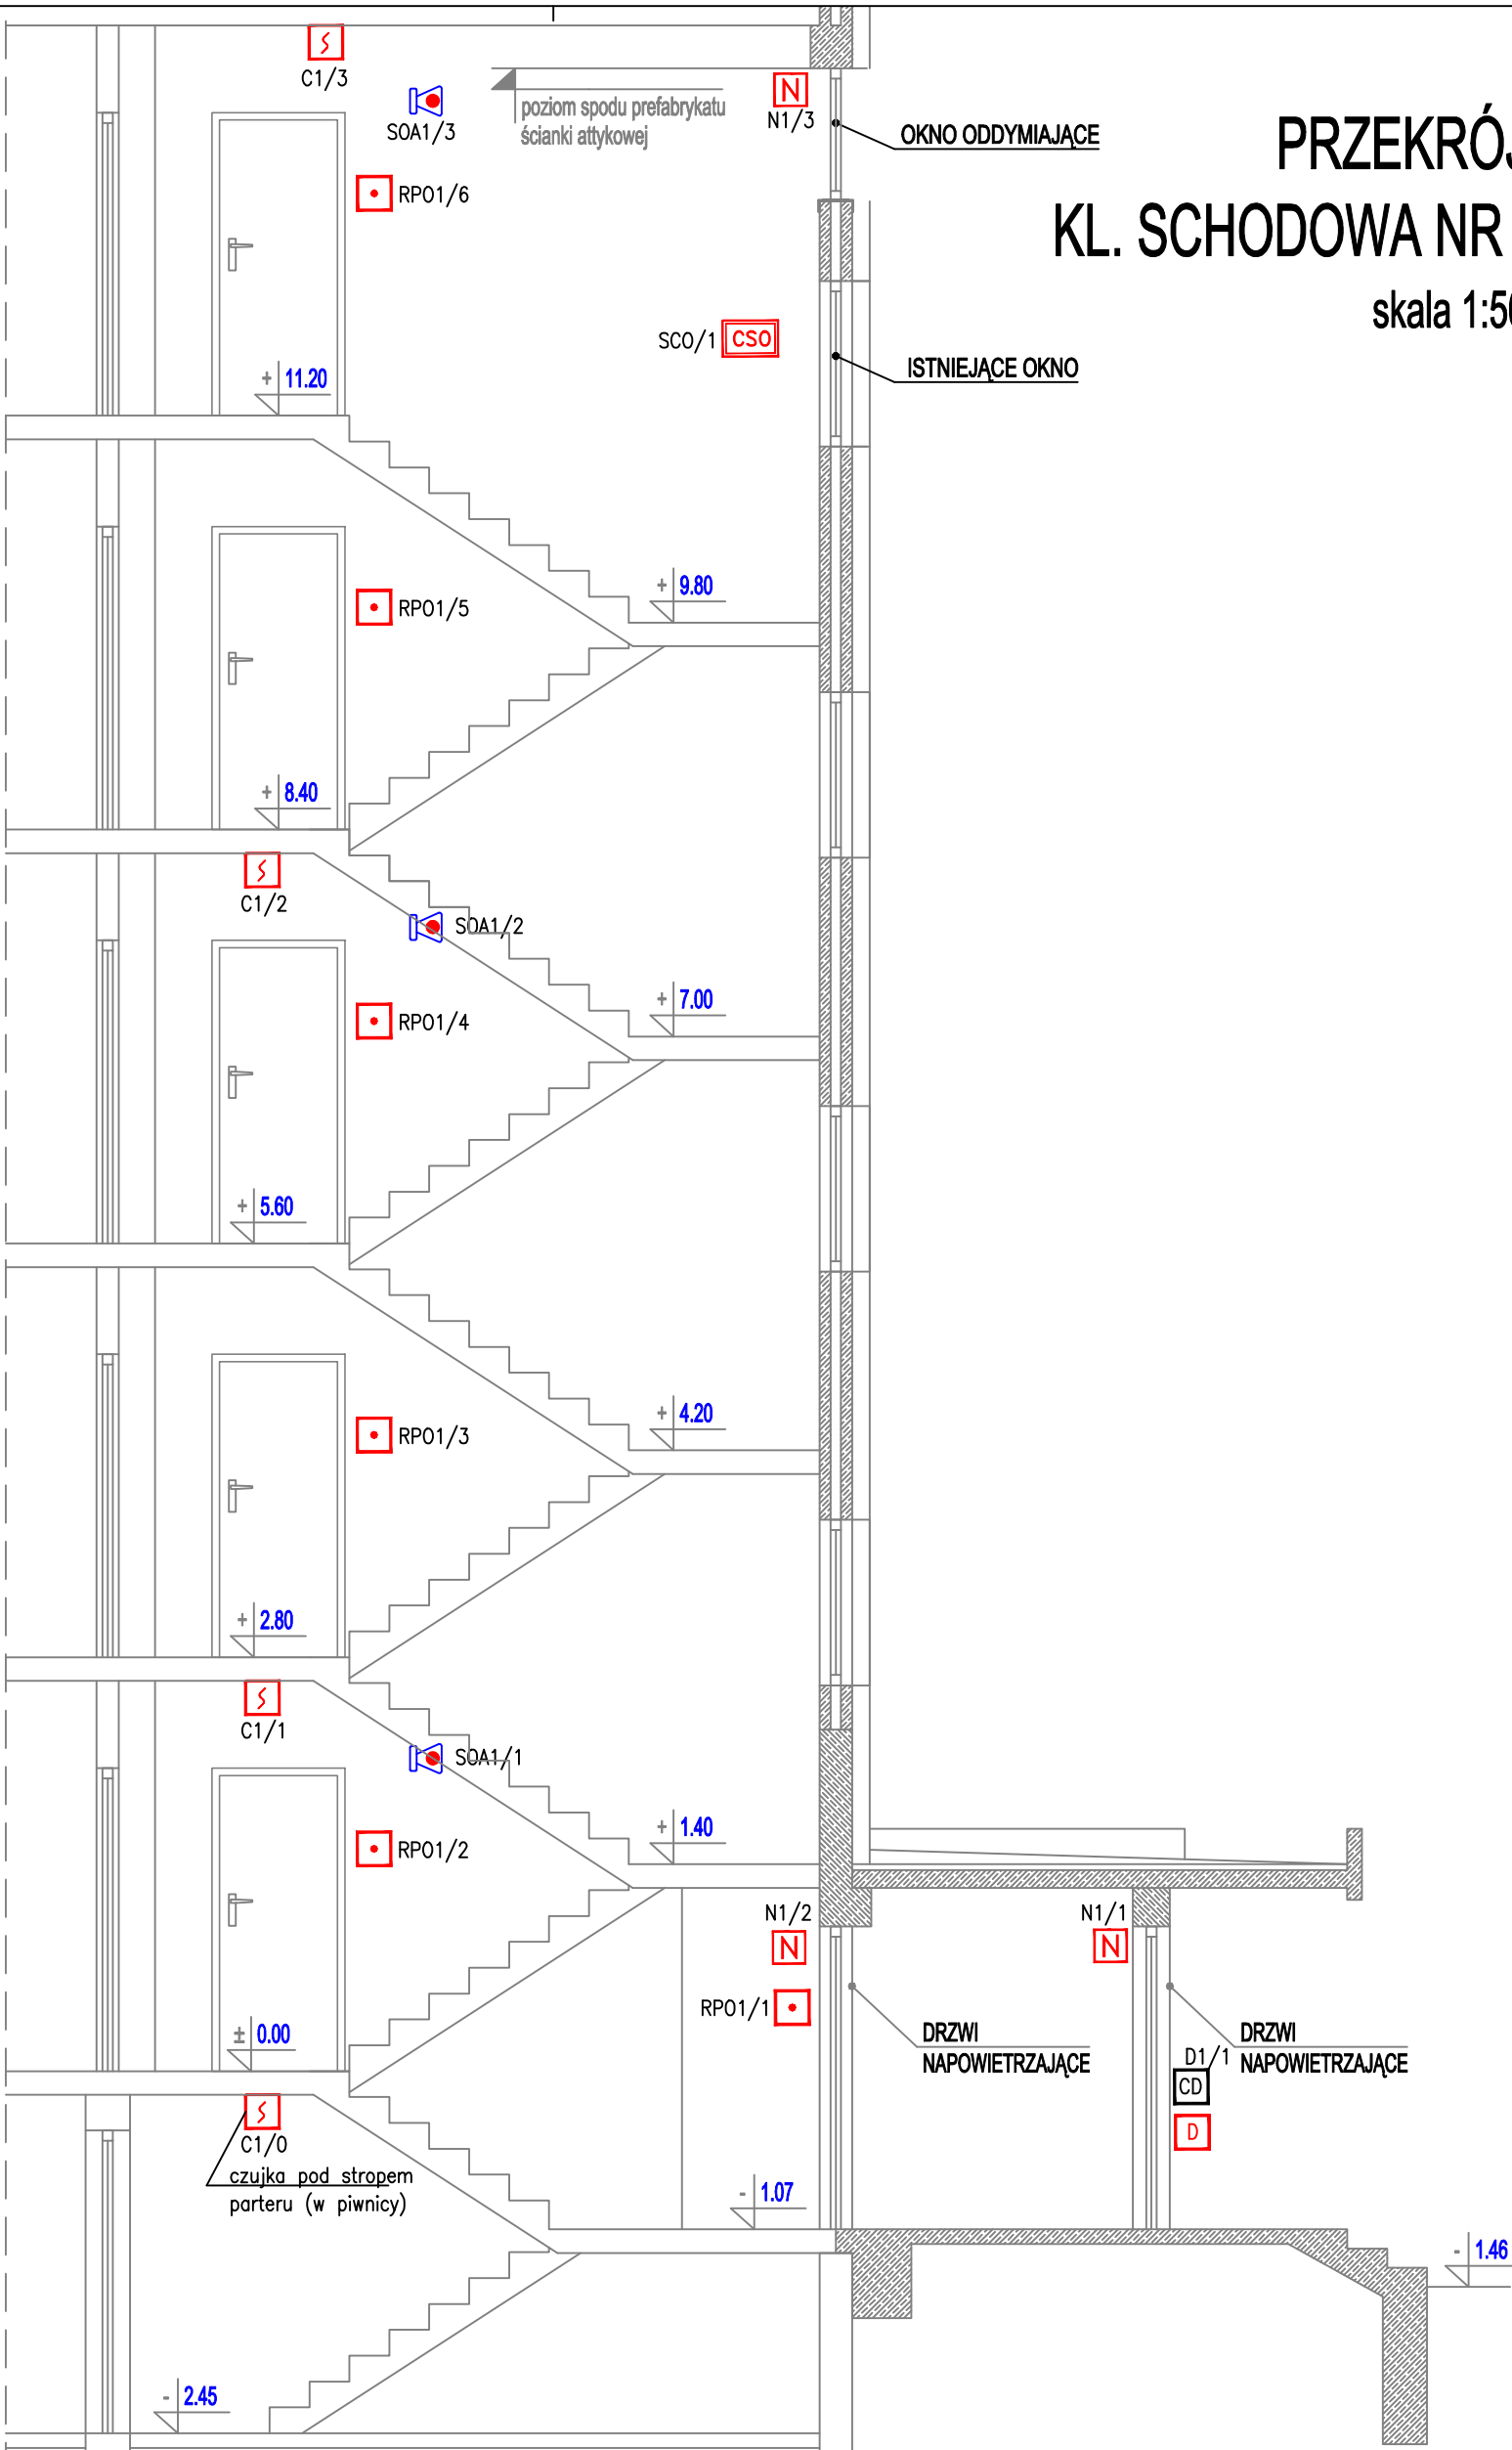 C1/3
SOA1/3
poziom spodu prefabrykatu
ścianki attykowej
N
N1/3
OKNO ODDYMIAJĄCE
PRZEKRÓJ
KL. SCHODOWA NR
skala 1:50
RPO1/6
SCO/1 CSO
ISTNIEJĄCE OKNO
+ 11.20
+ 9.80
RPO1/5
+ 8.40
C1/2
SOA1/2
+ 7.00
RPO1/4
+ 5.60
+ 4.20
RPO1/3
+ 2.80
C1/1
SOA1/1
+ 1.40
RPO1/2
N1/2
N
N1/1
N
RPO1/1
± 0.00
DRZWI
NAPOWIETRZAJĄCE
DRZWI
NAPOWIETRZAJĄCE
D1/1
CD
D
C1/0
czujka pod stropem
parteru (w piwnicy)
- 1.07
- 1.46
- 2.45